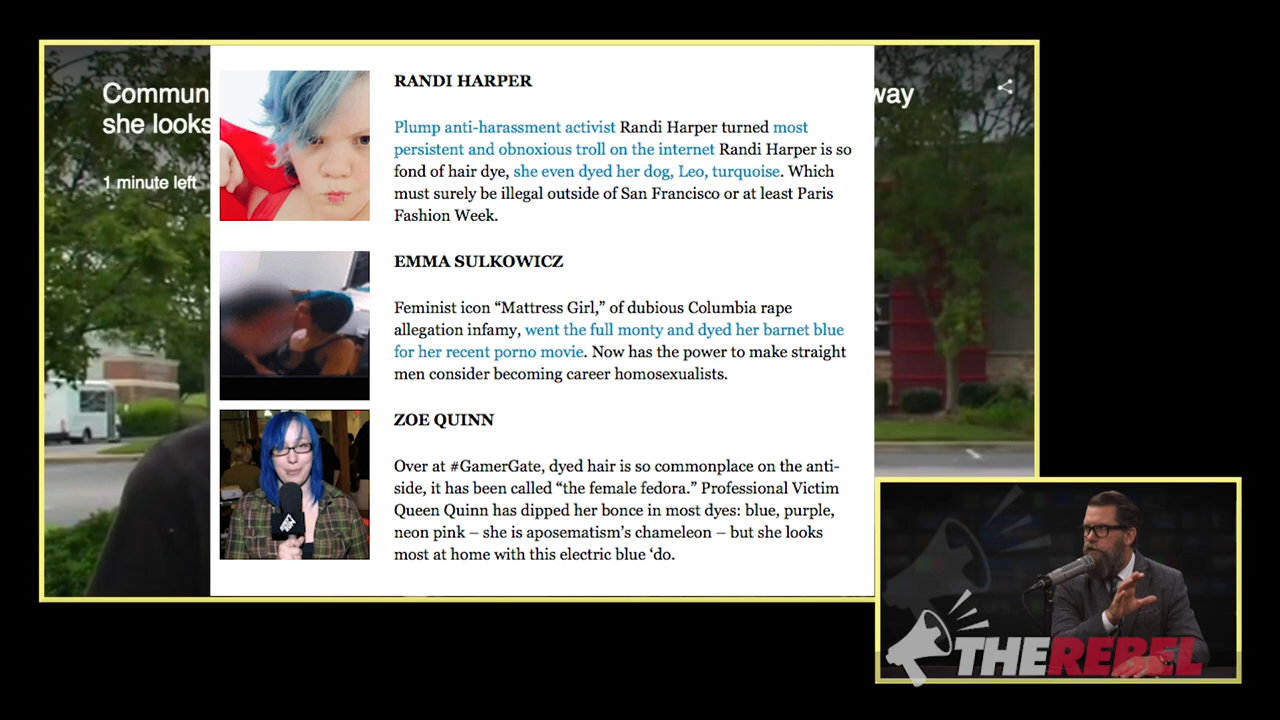 Commun
she looks
way
1 minute left
RANDI HARPER
Plump anti-harassment activist Randi Harper turned most
persistent and obnoxious troll on the internet Randi Harper is so
fond of hair dye, she even dyed her dog, Leo, turquoise. Which
must surely be illegal outside of San Francisco or at least Paris
Fashion Week.
EMMA SULKOWICZ
Feminist icon “Mattress Girl,” of dubious Columbia rape
allegation infamy, went the full monty and dyed her barnet blue
for her recent porno movie. Now has the power to make straight
men consider becoming career homosexualists.
ZOE QUINN
Over at #GamerGate, dyed hair is so commonplace on the anti-
side, it has been called “the female fedora.” Professional Victim
Queen Quinn has dipped her bonce in most dyes: blue, purple,
neon pink – she is aposematism’s chameleon – but she looks
most at home with this electric blue ‘do.
THEREBEL